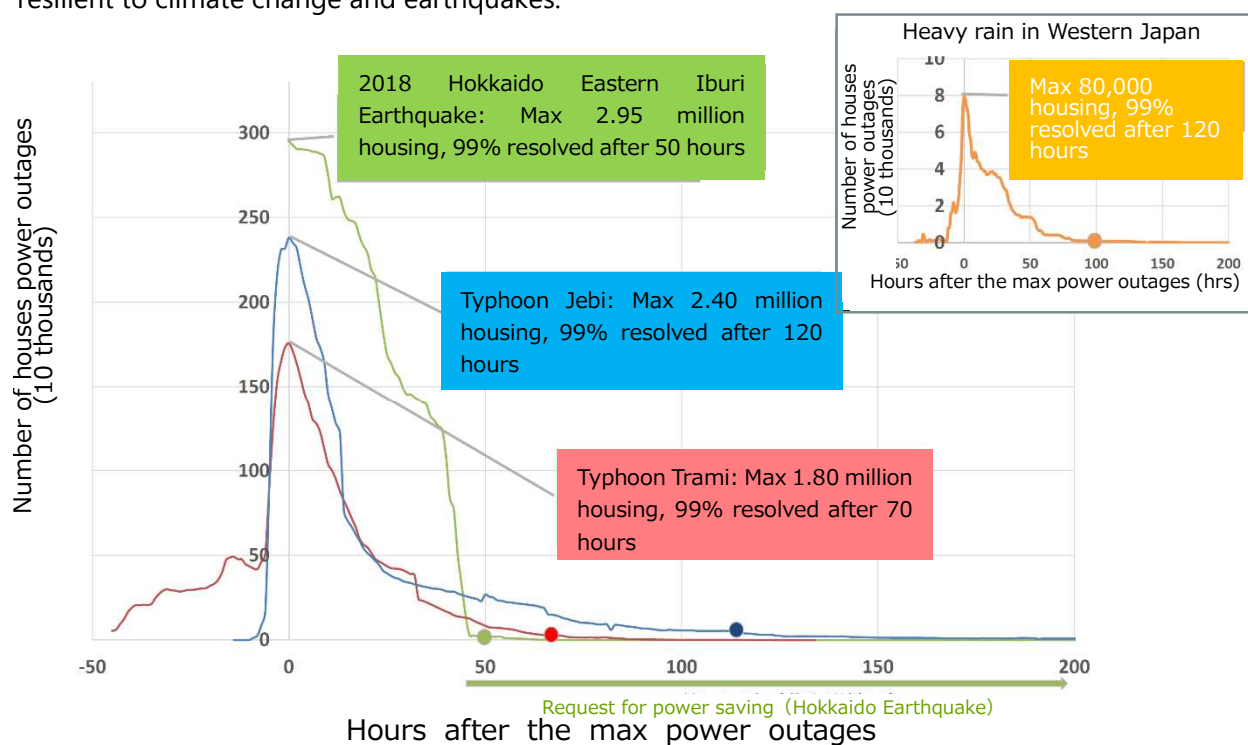 resilient to climate change and earthquakes.
Heavy rain in Western Japan
Number of houses
power outages
(10 thousands)
10
8
6
4
2
0
Max 80,000
housing, 99%
resolved after 120
hours
50
0
50
100
150
200
Hours after the max power outages (hrs)
Number of houses power outages
(10 thousands)
300
250
200
150
100
50
0
2018 Hokkaido Eastern Iburi
Earthquake: Max 2.95 million
housing, 99% resolved after 50 hours
Typhoon Jebi: Max 2.40 million
housing, 99% resolved after 120
hours
Typhoon Trami: Max 1.80 million
housing, 99% resolved after 70
hours
-50
0
50
100
150
200
Request for power saving（Hokkaido Earthquake）
Hours after the max power outages